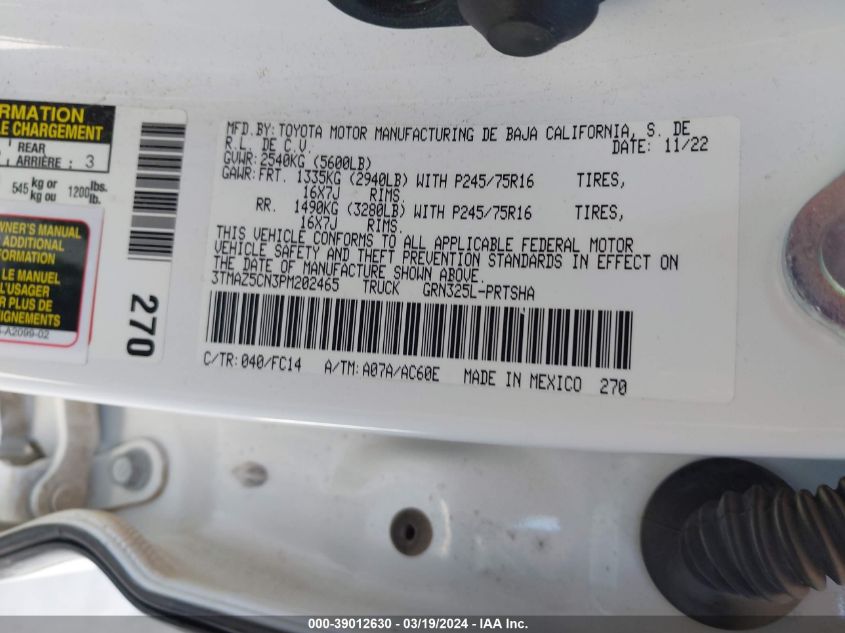 ORMATION
LE CHARGEMENT
REAR
ARRIÈRE : 3
545 kg or kg ou 1200 lbs. lb.
OWNER'S MANUAL
ADDITIONAL
FORMATION
LE MANUEL
L'USAGER
UR PLUS DE
IGNEMENTS
-A2099-02
270
MFD.BY:TOYOTA MOTOR MANUFACTURING DE BAJA CALIFORNIA, S. DE
R.L. DE C.V. DATE: 11/22
GVWR:2540KG (5600LB)
GAWR:FRT. 1335KG (2940LB) WITH P245/75R16 TIRES,
16X7J RIMS.
RR. 1490KG (3280LB) WITH P245/75R16 TIRES,
16X7J RIMS.
THIS VEHICLE CONFORMS TO ALL APPLICABLE FEDERAL MOTOR
VEHICLE SAFETY AND THEFT PREVENTION STANDARDS IN EFFECT ON
THE DATE OF MANUFACTURE SHOWN ABOVE.
3TMAZ5CN3PM202465 TRUCK GRN325L-PRTSHA
C/TR:040/FC14 A/TM:A07A/AC60E MADE IN MEXICO 270
000-39012630 - 03/19/2024 - IAA Inc.